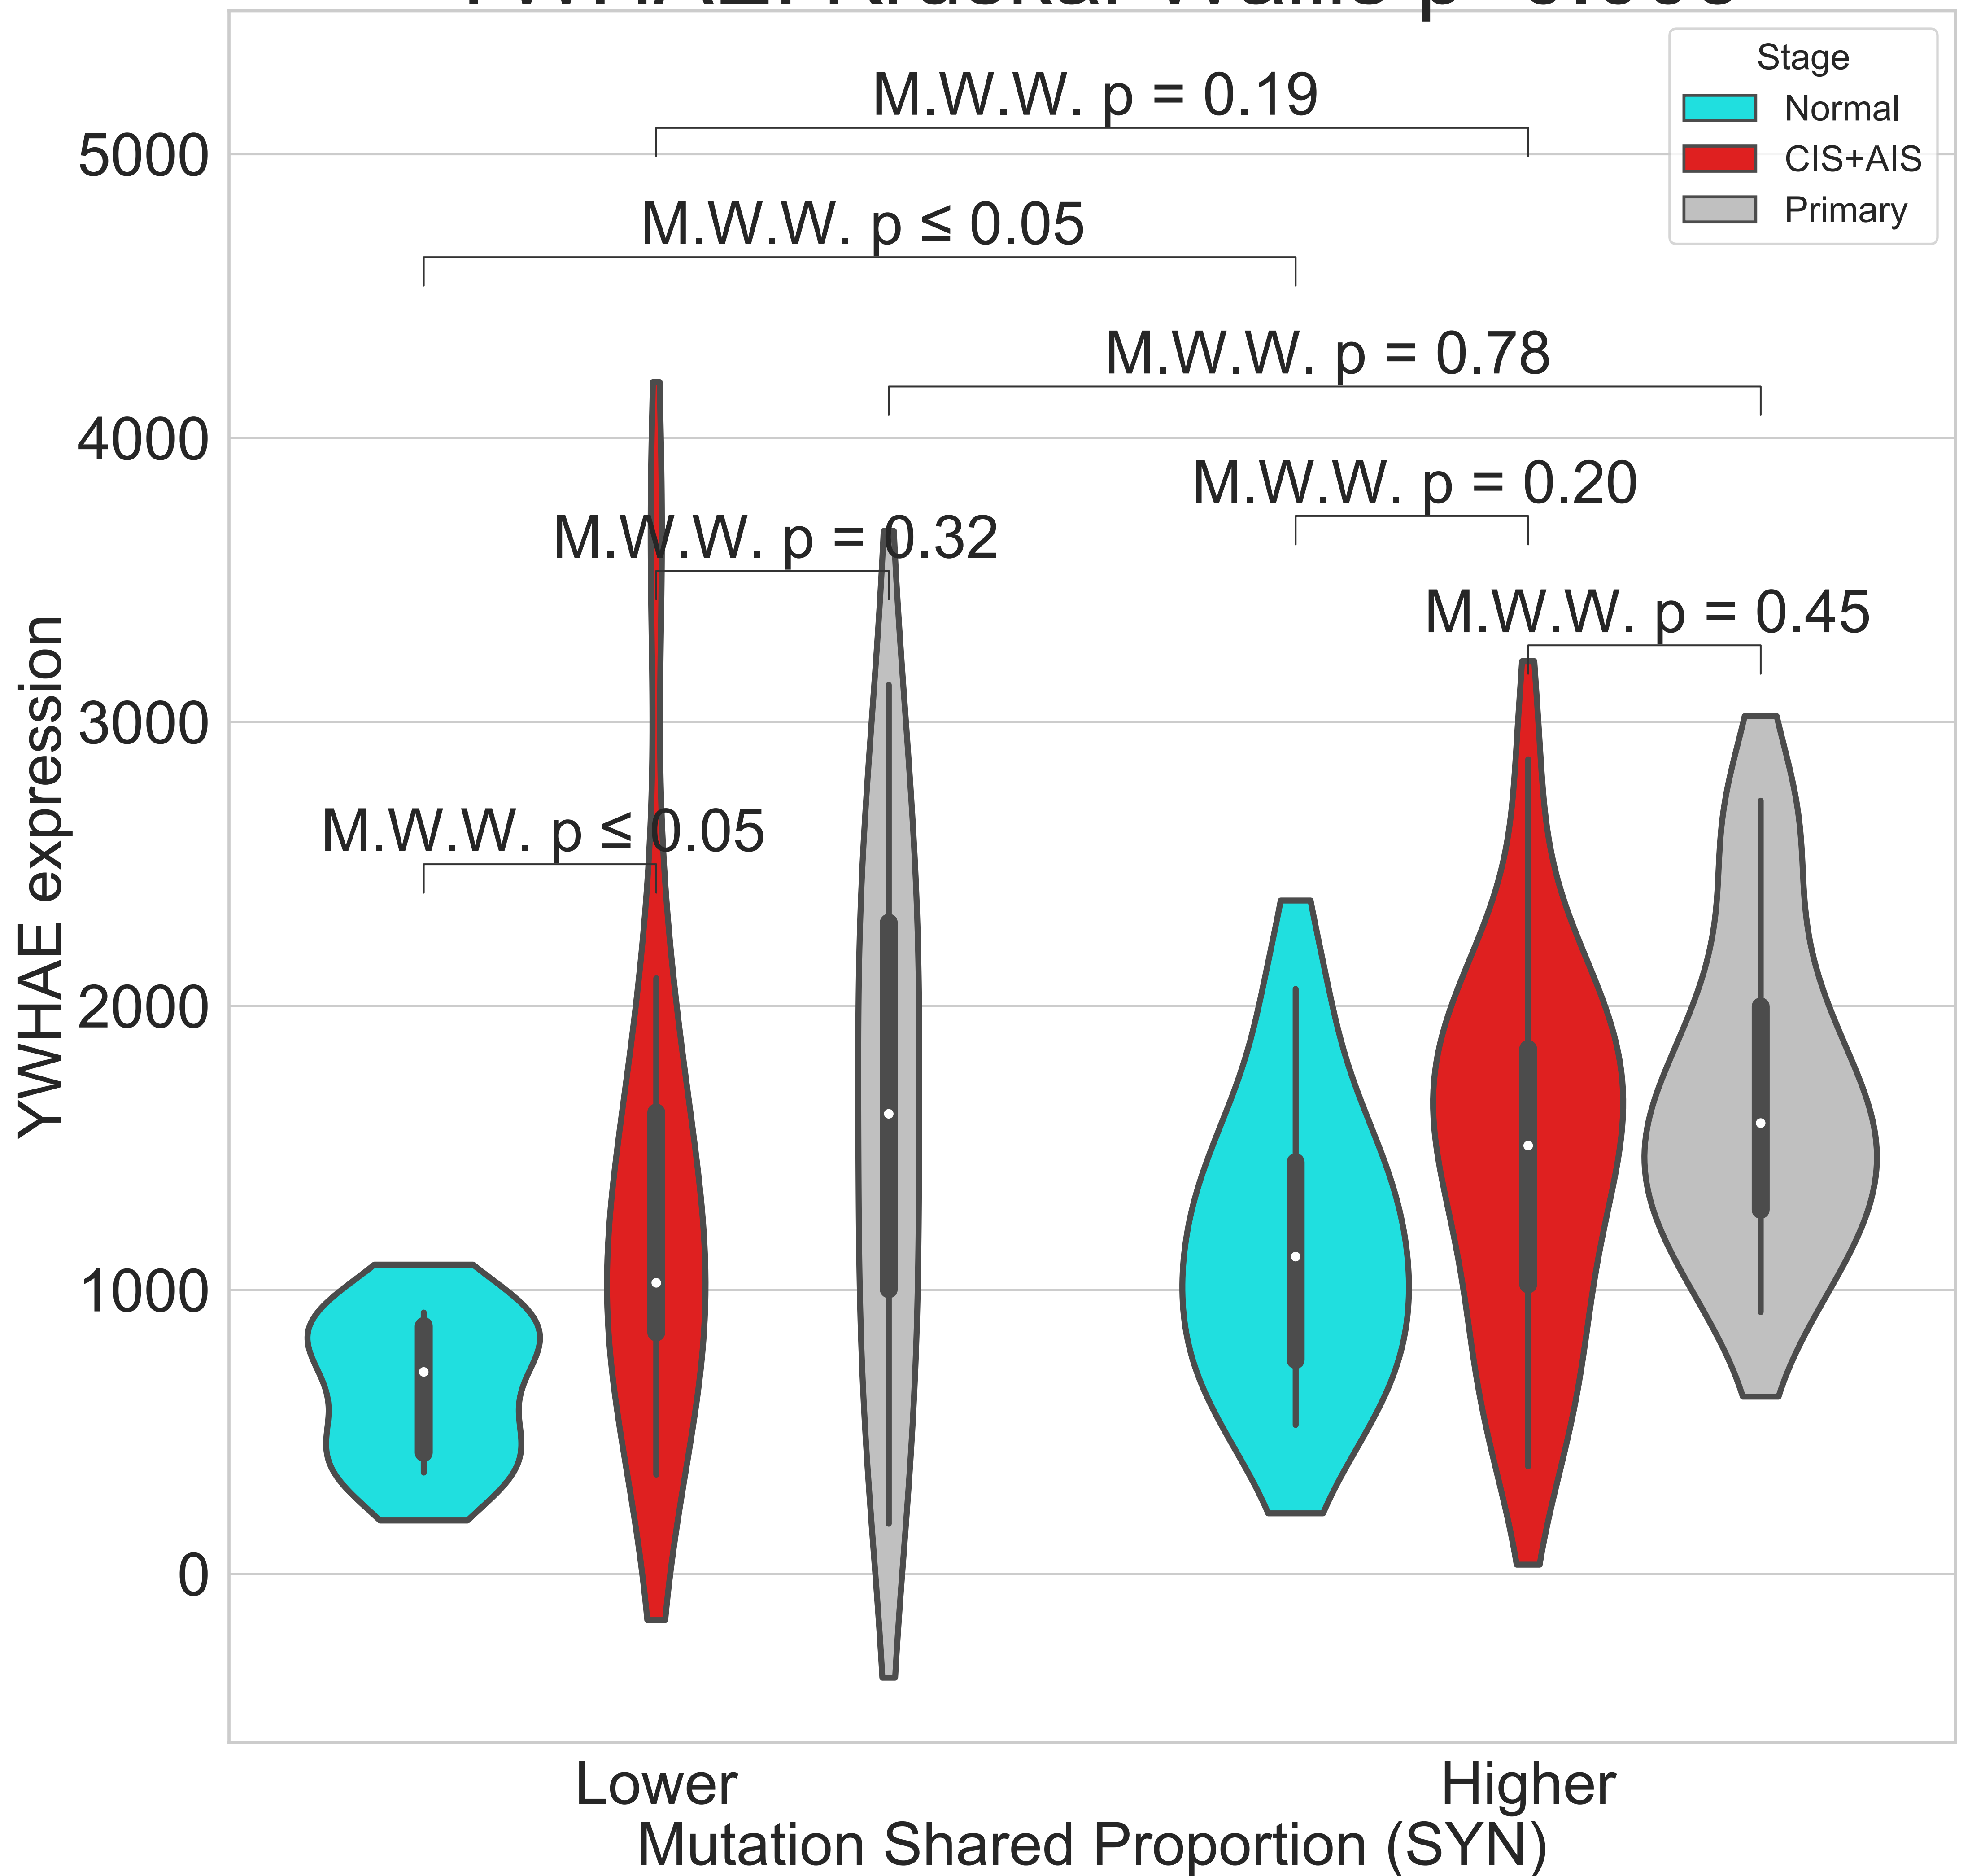 Stage
Normal
CIS+AIS
Primary
M.W.W. p = 0.19
M.W.W. p ≤ 0.05
M.W.W. p = 0.78
M.W.W. p = 0.20
M.W.W. p = 0.32
M.W.W. p = 0.45
M.W.W. p ≤ 0.05
5000
4000
3000
2000
1000
0
YWHAE expression
Lower
Higher
Mutation Shared Proportion (SYN)